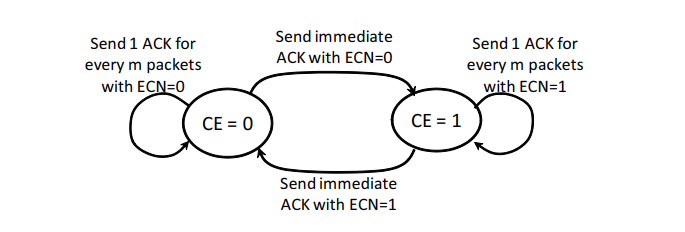 Send 1 ACK for
every m packets
with ECN=0
Send immediate
ACK with ECN=0
Send 1 ACK for
every m packets
with ECN=1
CE = 0
CE = 1
Send immediate
ACK with ECN=1